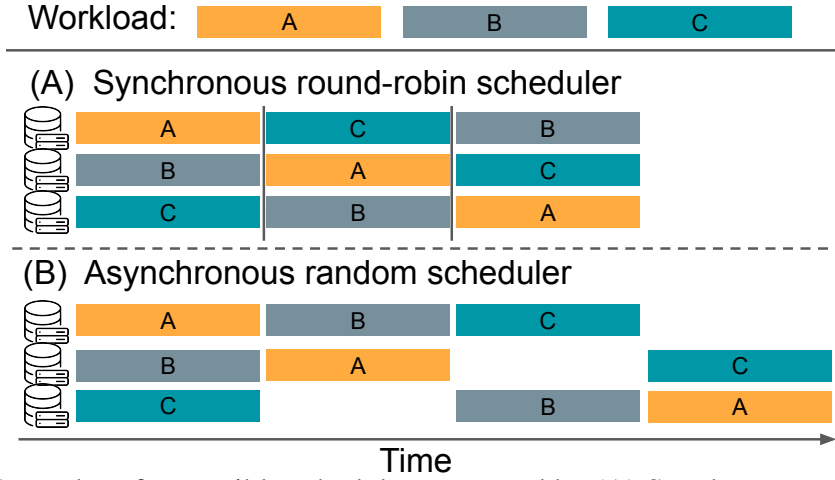 Workload: A B C
(A) Synchronous round-robin scheduler
A C B
B A C
C B A
(B) Asynchronous random scheduler
A B C
B A C
C B A
Time